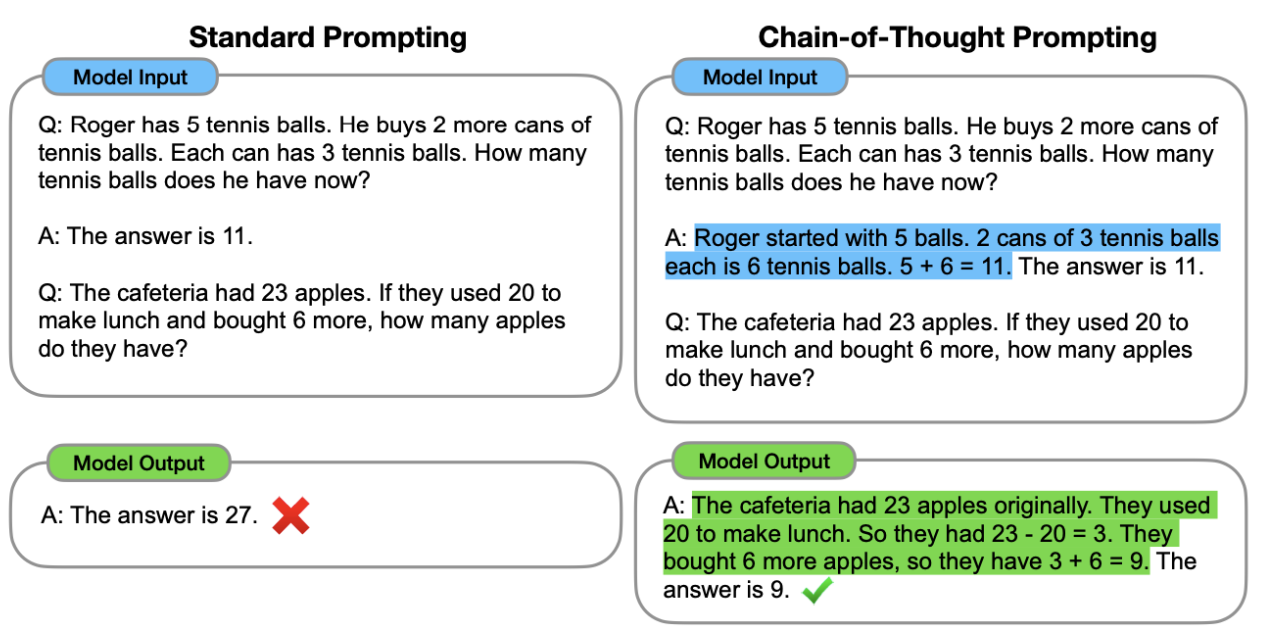 Standard Prompting
Model Input
Q: Roger has 5 tennis balls. He buys 2 more cans of
tennis balls. Each can has 3 tennis balls. How many
tennis balls does he have now?
A: The answer is 11.
Q: The cafeteria had 23 apples. If they used 20 to
make lunch and bought 6 more, how many apples
do they have?
Model Output
A: The answer is 27.
Chain-of-Thought Prompting
Model Input
Q: Roger has 5 tennis balls. He buys 2 more cans of
tennis balls. Each can has 3 tennis balls. How many
tennis balls does he have now?
A: Roger started with 5 balls. 2 cans of 3 tennis balls
each is 6 tennis balls. 5 + 6 = 11. The answer is 11.
Q: The cafeteria had 23 apples. If they used 20 to
make lunch and bought 6 more, how many apples
do they have?
Model Output
A: The cafeteria had 23 apples originally. They used
20 to make lunch. So they had 23 - 20 = 3. They
bought 6 more apples, so they have 3 + 6 = 9. The
answer is 9.